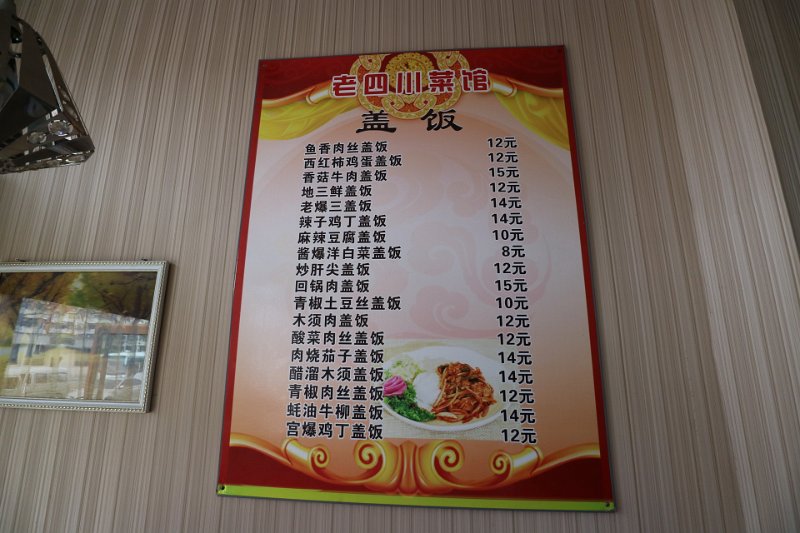 老四川菜馆
盖饭
鱼香肉丝盖饭 12元
西红柿鸡蛋盖饭 12元
香菇牛肉盖饭 15元
地三鲜盖饭 12元
老爆三盖饭 14元
辣子鸡丁盖饭 14元
麻辣豆腐盖饭 10元
酱爆洋白菜盖饭 8元
炒肝尖盖饭 12元
回锅肉盖饭 15元
青椒土豆丝盖饭 10元
木须肉盖饭 12元
酸菜肉丝盖饭 12元
肉烧茄子盖饭 14元
醋溜木须盖饭 14元
青椒肉丝盖饭 12元
蚝油牛柳盖饭 14元
宫爆鸡丁盖饭 12元